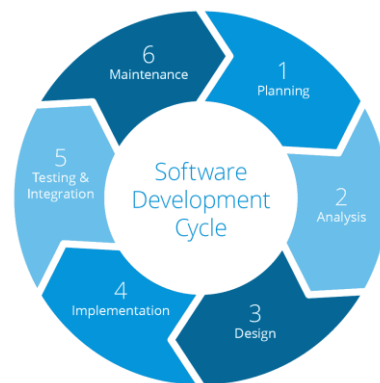 Software
Development
Cycle
1
Planning
2
Analysis
3
Design
4
Implementation
5
Testing &
Integration
6
Maintenance